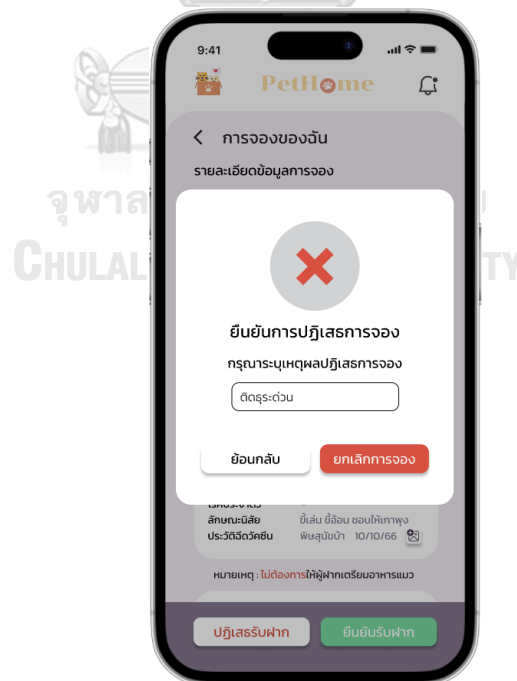 9:41
PetHome
การจองของฉัน
รายละเอียดข้อมูลการจอง
จุฬาล
CHULAL
TY
ยืนยันการปฏิเสธการจอง
กรุณาระบุเหตุผลปฏิเสธการจอง
ติดธุระด่วน
ย้อนกลับ ยกเลิกการจอง
ลักษณะนิสัย ขี้เล่น ขี้อ้อน ชอบให้เกาพุง
ประวัติฉีดวัคซีน พิษสุนัขบ้า 10/10/66
หมายเหตุ : ไม่ต้องการให้ผู้ฝากเตรียมอาหารแมว
ปฏิเสธรับฝาก ยืนยันรับฝาก